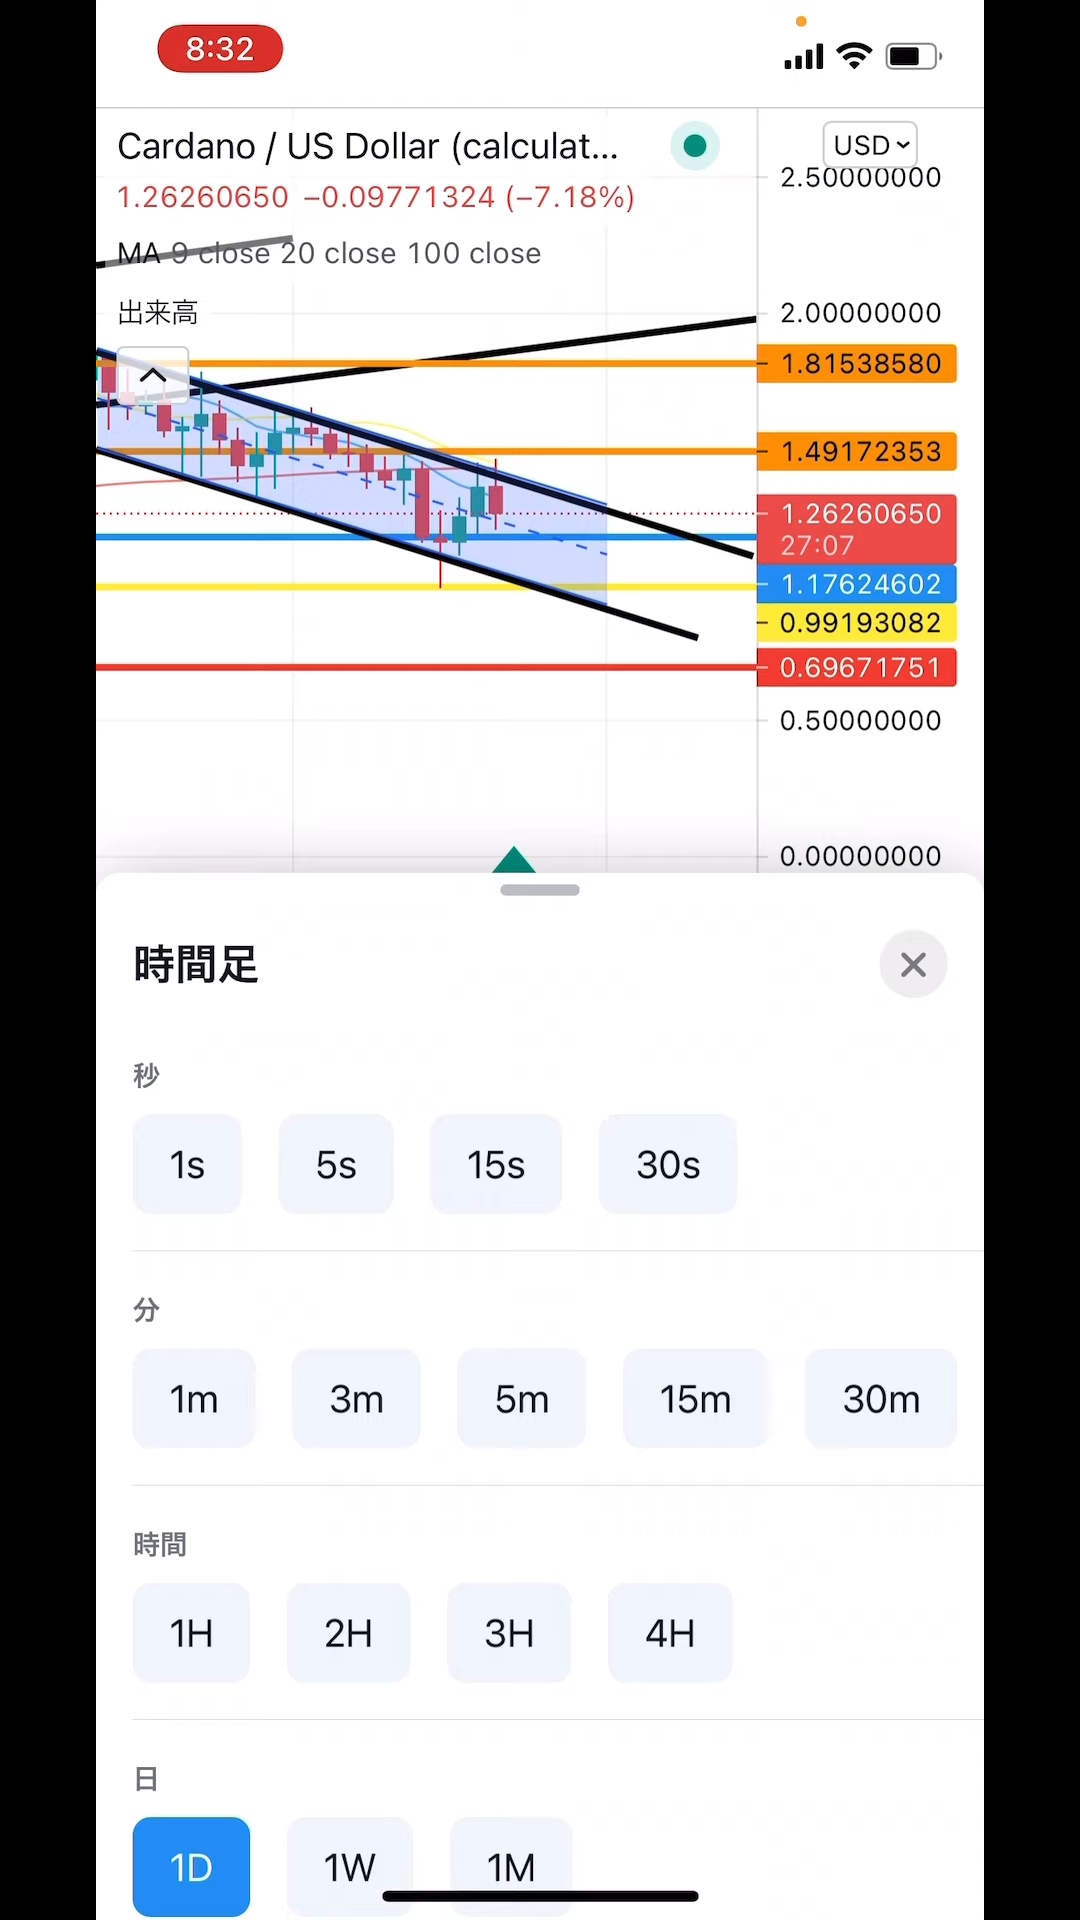 8:32
Cardano / US Dollar (calculat...
USD
2.50000000
1.26260650 −0.09771324 (−7.18%)
MA 9 close 20 close 100 close
出来高
2.00000000
1.81538580
1.49172353
1.26260650
27:07
1.17624602
0.99193082
0.69671751
0.50000000
0.00000000
時間足
秒
1s 5s 15s 30s
分
1m 3m 5m 15m 30m
時間
1H 2H 3H 4H
日
1D 1W 1M